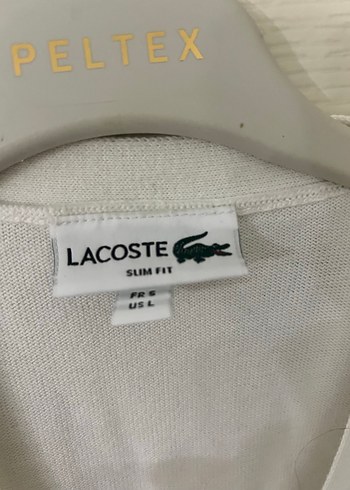 PELTEX
LACOSTE
SLIM FIT
FR 5
US L